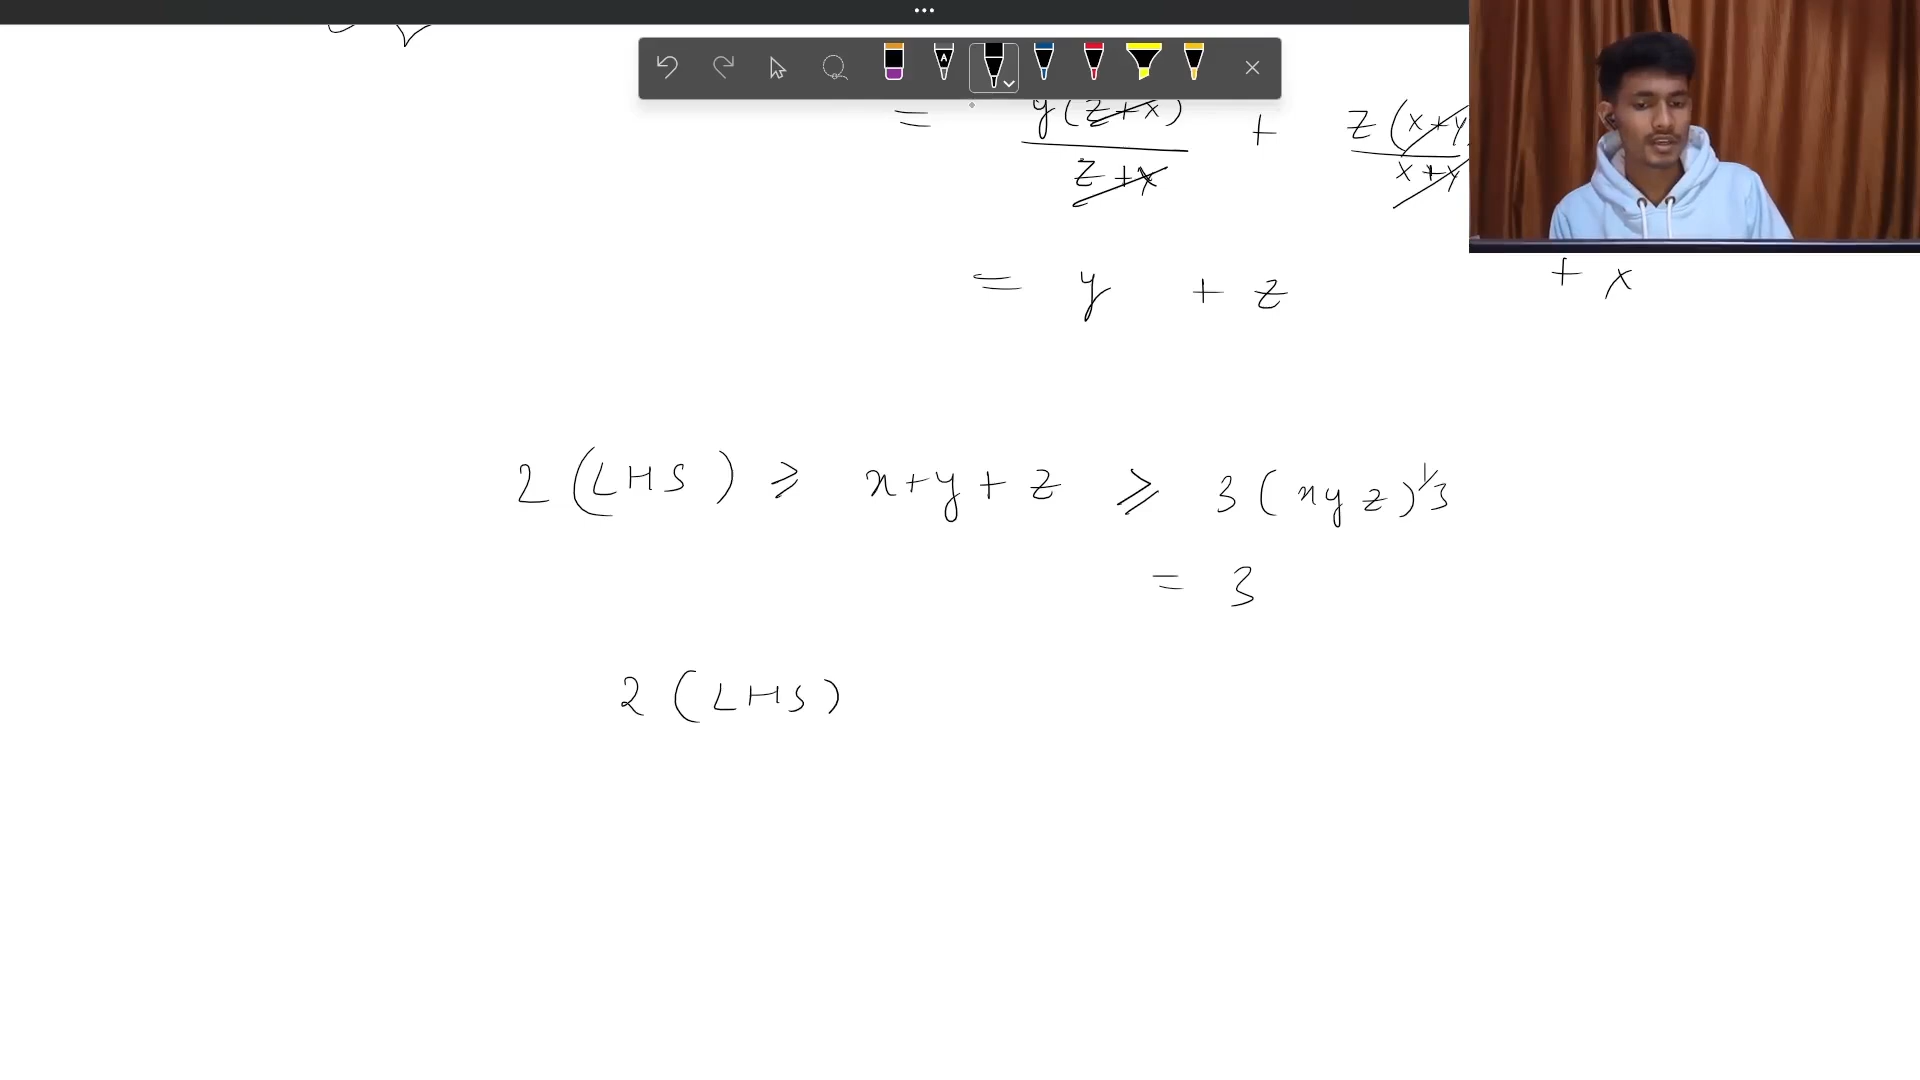 = y(z+x)/z+x + z(x+y)/x+y
= y + z + x
2 (LHS) ⩾ x+y+z ⩾ 3(xyz)^1/3
= 3
2 (LHS)